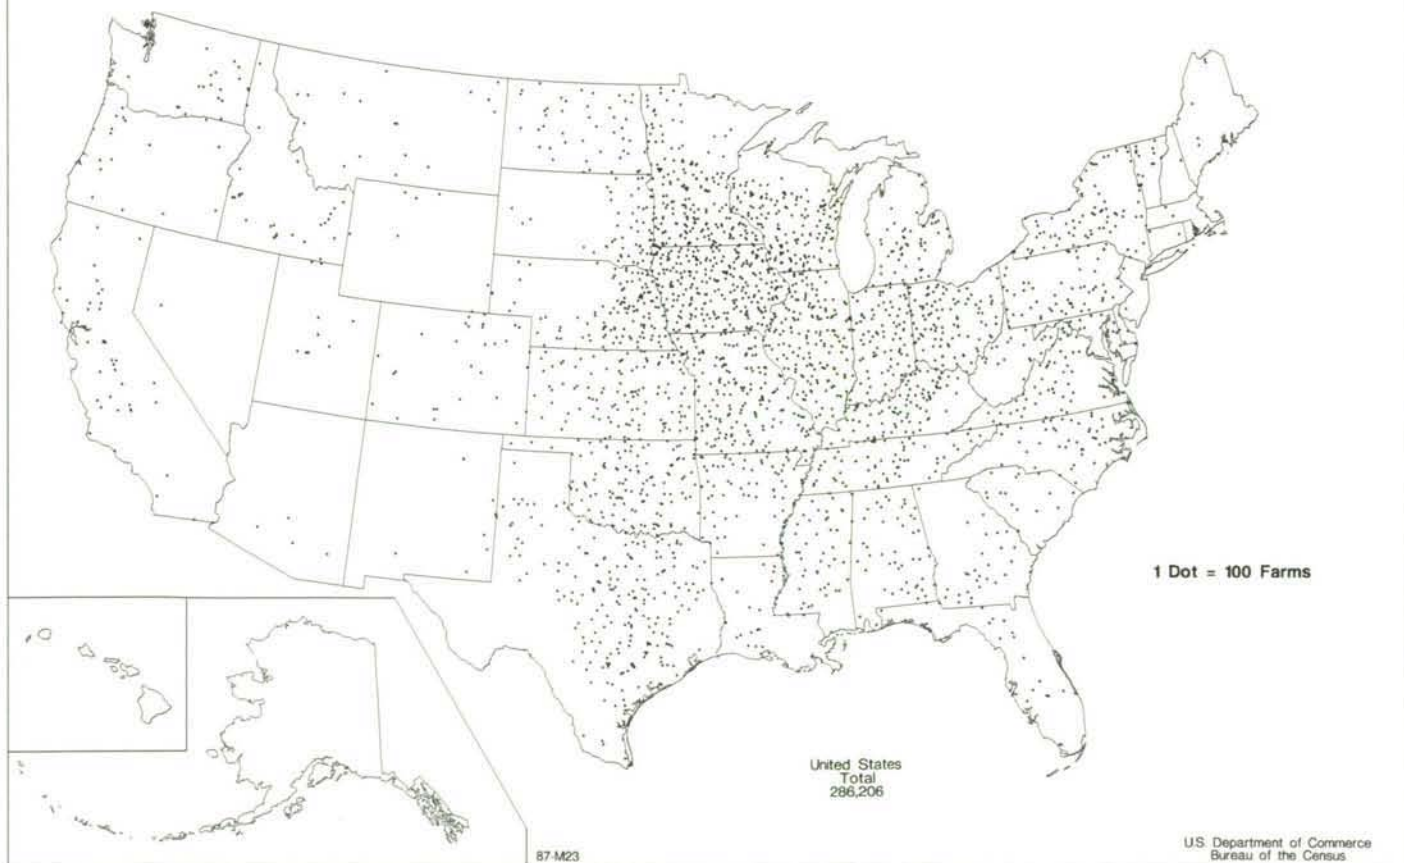 1 Dot = 100 Farms
United States
Total
286,206
87-M23
U.S. Department of Commerce
Bureau of the Census